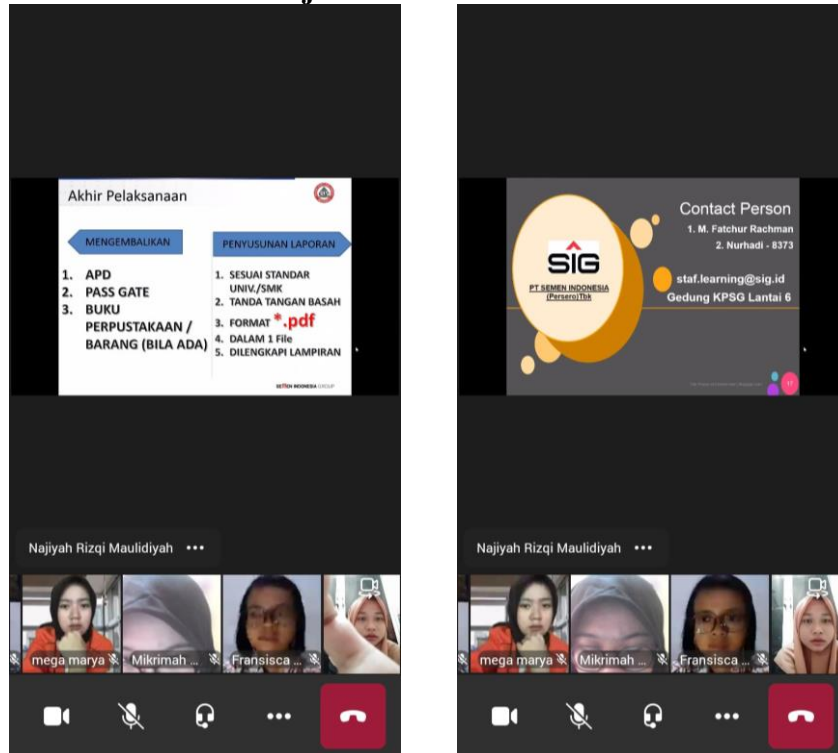 Akhir Pelaksanaan
MENGEMBALIKAN
1. APD
2. PASS GATE
3. BUKU
PERPUSTAKAAN /
BARANG (BILA ADA)
PENYUSUNAN LAPORAN
1. SESUAI STANDAR
UNIV./SMK
2. TANDA TANGAN BASAH
3. FORMAT *.pdf
4. DALAM 1 File
5. DILENGKAPI LAMPIRAN
SEMEN INDONESIA GROUP
Najiyah Rizqi Maulidiyah
mega marya
Mikrimah ...
Fransisca ...
SIG
PT SEMEN INDONESIA
(Persero)Tbk
Contact Person
1. M. Fatchur Rachman
2. Nurhadi - 8373
staf.learning@sig.id
Gedung KPSG Lantai 6
17
Najiyah Rizqi Maulidiyah
mega marya
Mikrimah ...
Fransisca ...